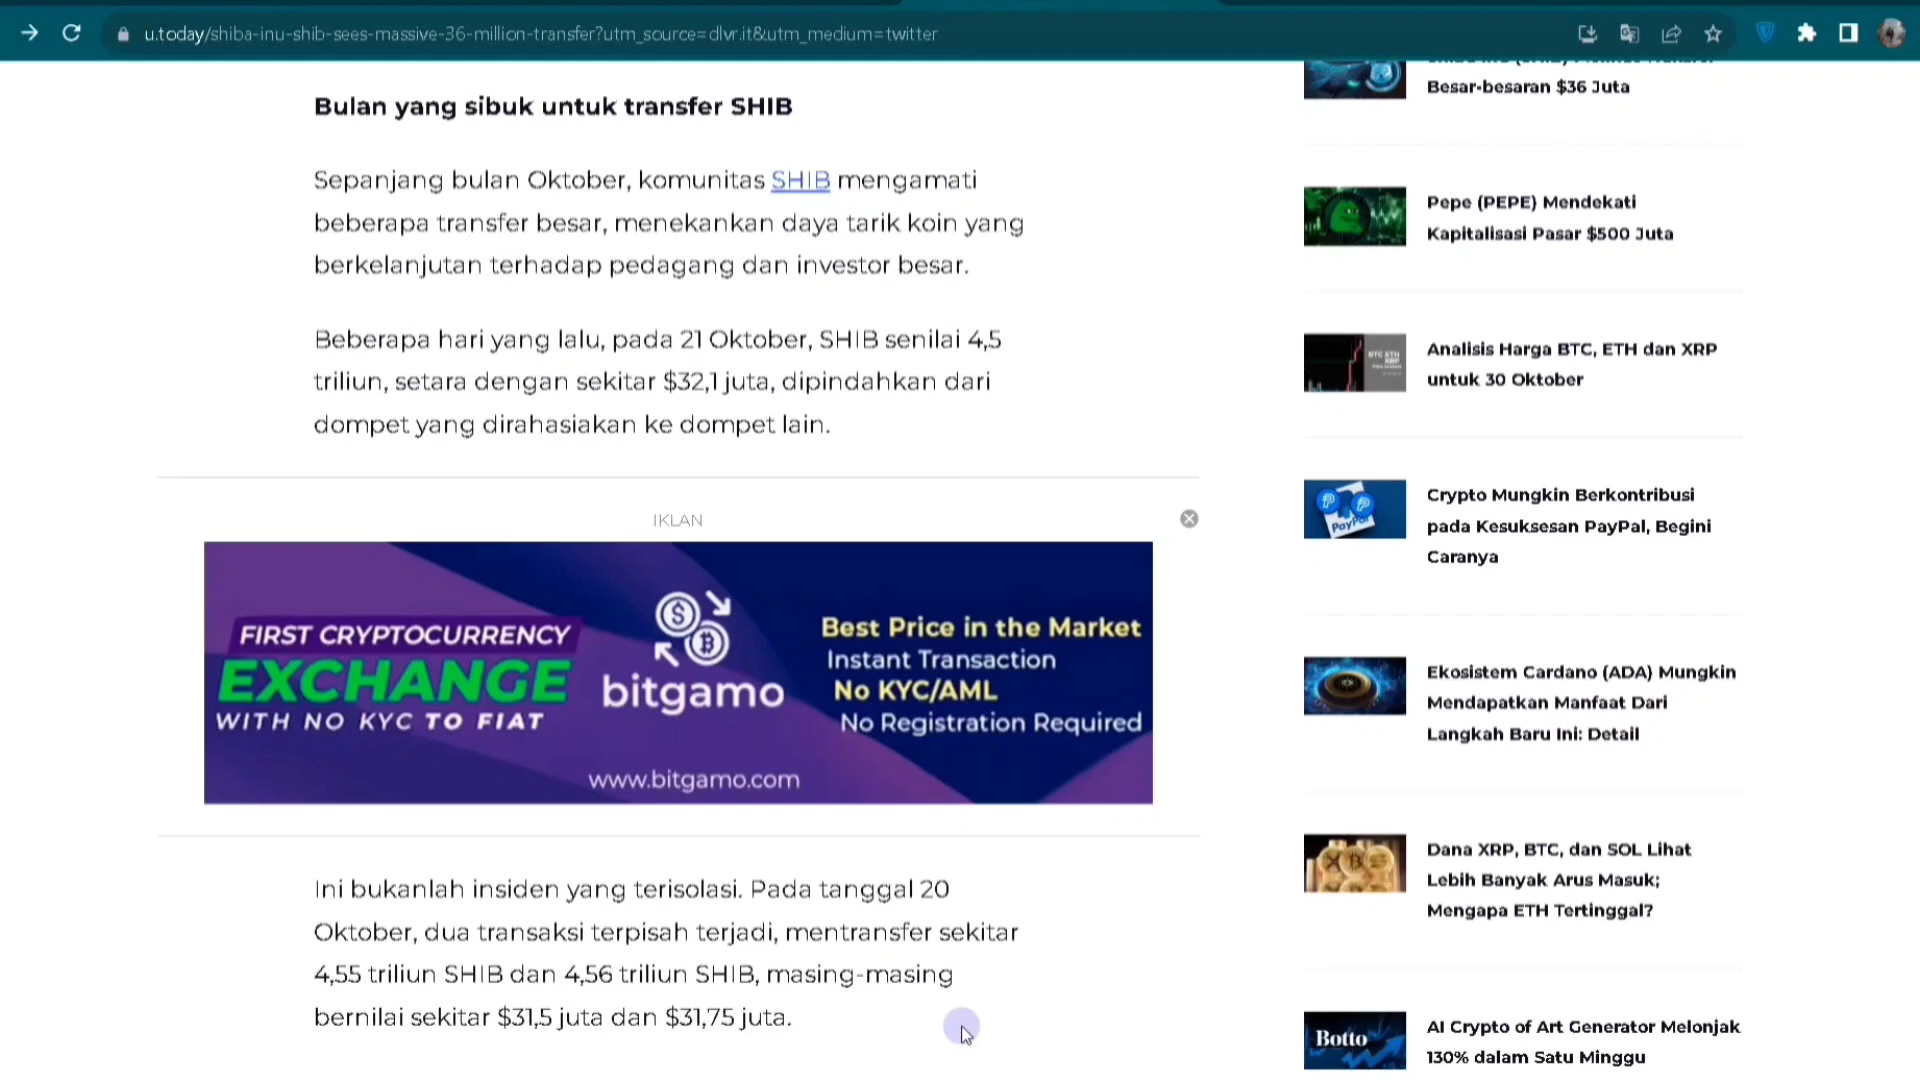 u.today/shiba-inu-shib-sees-massive-36-million-transfer?utm_source=dlvr.it&utm_medium=twitter
Bulan yang sibuk untuk transfer SHIB
Sepanjang bulan Oktober, komunitas SHIB mengamati
beberapa transfer besar, menekankan daya tarik koin yang
berkelanjutan terhadap pedagang dan investor besar.
Beberapa hari yang lalu, pada 21 Oktober, SHIB senilai 4,5
triliun, setara dengan sekitar $32,1 juta, dipindahkan dari
dompet yang dirahasiakan ke dompet lain.
IKLAN
FIRST CRYPTOCURRENCY
EXCHANGE
WITH NO KYC TO FIAT
bitgamo
Best Price in the Market
Instant Transaction
No KYC/AML
No Registration Required
www.bitgamo.com
Ini bukanlah insiden yang terisolasi. Pada tanggal 20
Oktober, dua transaksi terpisah terjadi, mentransfer sekitar
4,55 triliun SHIB dan 4,56 triliun SHIB, masing-masing
bernilai sekitar $31,5 juta dan $31,75 juta.
Besar-besaran $36 Juta
Pepe (PEPE) Mendekati
Kapitalisasi Pasar $500 Juta
BTC ETH
XRP
Analisis Harga BTC, ETH dan XRP
untuk 30 Oktober
PayPal
Crypto Mungkin Berkontribusi
pada Kesuksesan PayPal, Begini
Caranya
Ekosistem Cardano (ADA) Mungkin
Mendapatkan Manfaat Dari
Langkah Baru Ini: Detail
Dana XRP, BTC, dan SOL Lihat
Lebih Banyak Arus Masuk;
Mengapa ETH Tertinggal?
Botto
AI Crypto of Art Generator Melonjak
130% dalam Satu Minggu